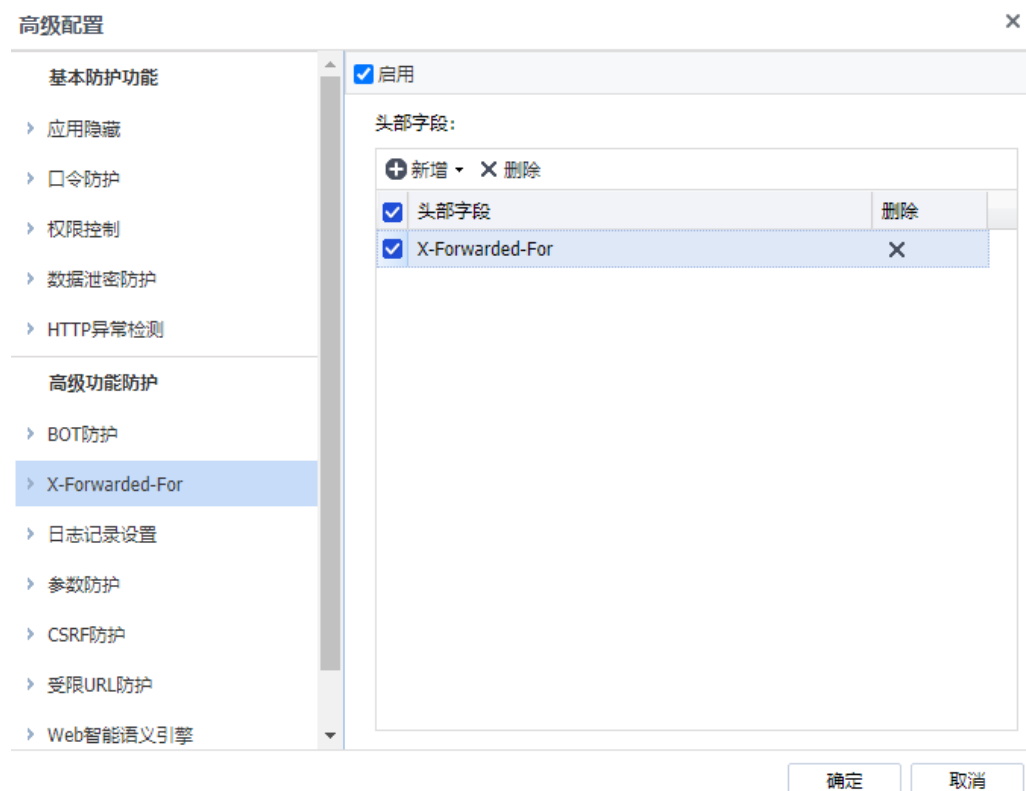 高级配置
基本防护功能
应用隐藏
口令防护
权限控制
数据泄密防护
HTTP异常检测
高级功能防护
BOT防护
X-Forwarded-For
日志记录设置
参数防护
CSRF防护
受限URL防护
Web智能语义引擎
启用
头部字段:
新增 删除
头部字段 删除
X-Forwarded-For
确定 取消